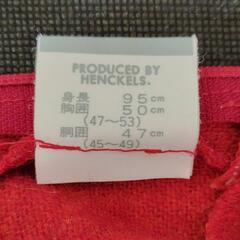 PRODUCED BY
HENCKELS.
身長 95cm
胸囲 50cm
(47〜53)
胴囲 47cm
(45〜49)